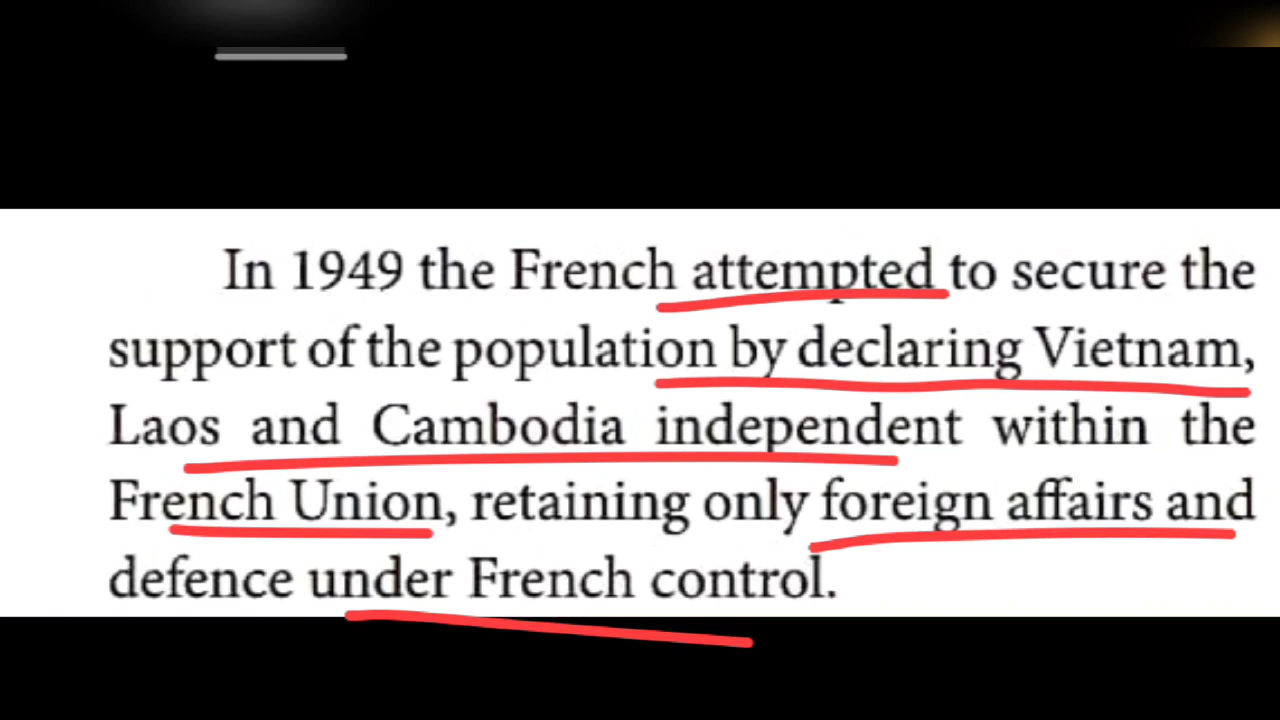 In 1949 the French attempted to secure the
support of the population by declaring Vietnam,
Laos and Cambodia independent within the
French Union, retaining only foreign affairs and
defence under French control.